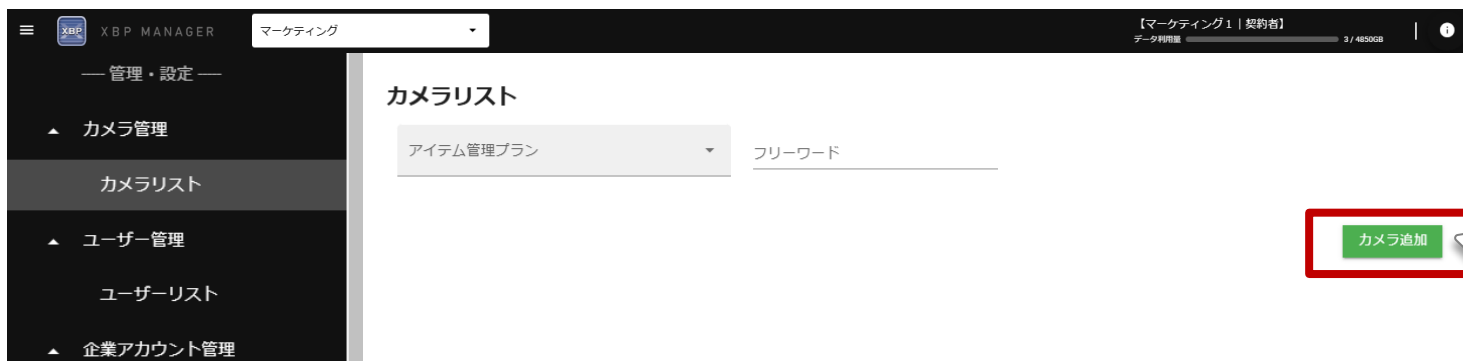 XBP XBP MANAGER マーケティング
【マーケティング1｜契約者】
データ利用量 3 / 4850GB
── 管理・設定 ──
カメラリスト
カメラ管理
アイテム管理プラン フリーワード
カメラリスト
カメラ追加
ユーザー管理
ユーザーリスト
企業アカウント管理